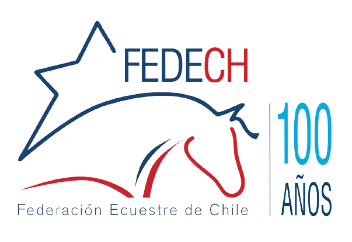 FEDECH
Federación Ecuestre de Chile
100
AÑOS